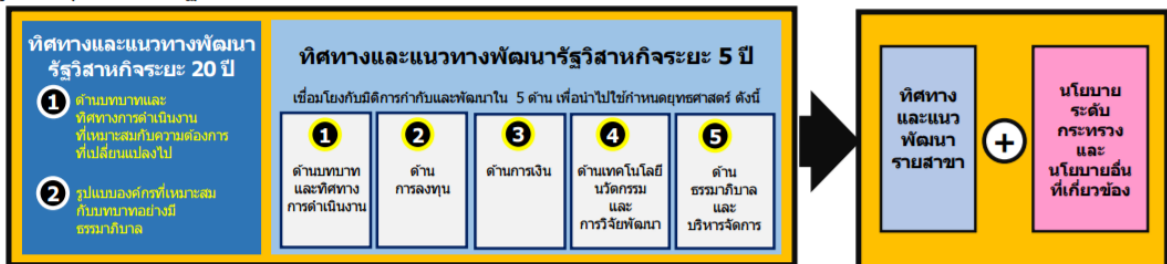 ทิศทางและแนวทางพัฒนา
รัฐวิสาหกิจระยะ 20 ปี
1
ด้านบทบาทและ
ทิศทางการดำเนินงาน
ที่เหมาะสมกับความต้องการ
ที่เปลี่ยนแปลงไป
2
รูปแบบองค์กรที่เหมาะสม
กับบทบาทอย่างมี
ธรรมาภิบาล
ทิศทางและแนวทางพัฒนารัฐวิสาหกิจระยะ 5 ปี
เชื่อมโยงกับมิติการกำกับและพัฒนาใน 5 ด้าน เพื่อนำไปใช้กำหนดยุทธศาสตร์ ดังนี้
1
ด้านบทบาท
และทิศทาง
การดำเนินงาน
2
ด้าน
การลงทุน
3
ด้านการเงิน
4
ด้านเทคโนโลยี
นวัตกรรม
และ
การวิจัยพัฒนา
5
ด้าน
ธรรมาภิบาล
และ
บริหารจัดการ
ทิศทาง
และแนว
พัฒนา
รายสาขา
+
นโยบาย
ระดับ
กระทรวง
และ
นโยบายอื่น
ที่เกี่ยวข้อง